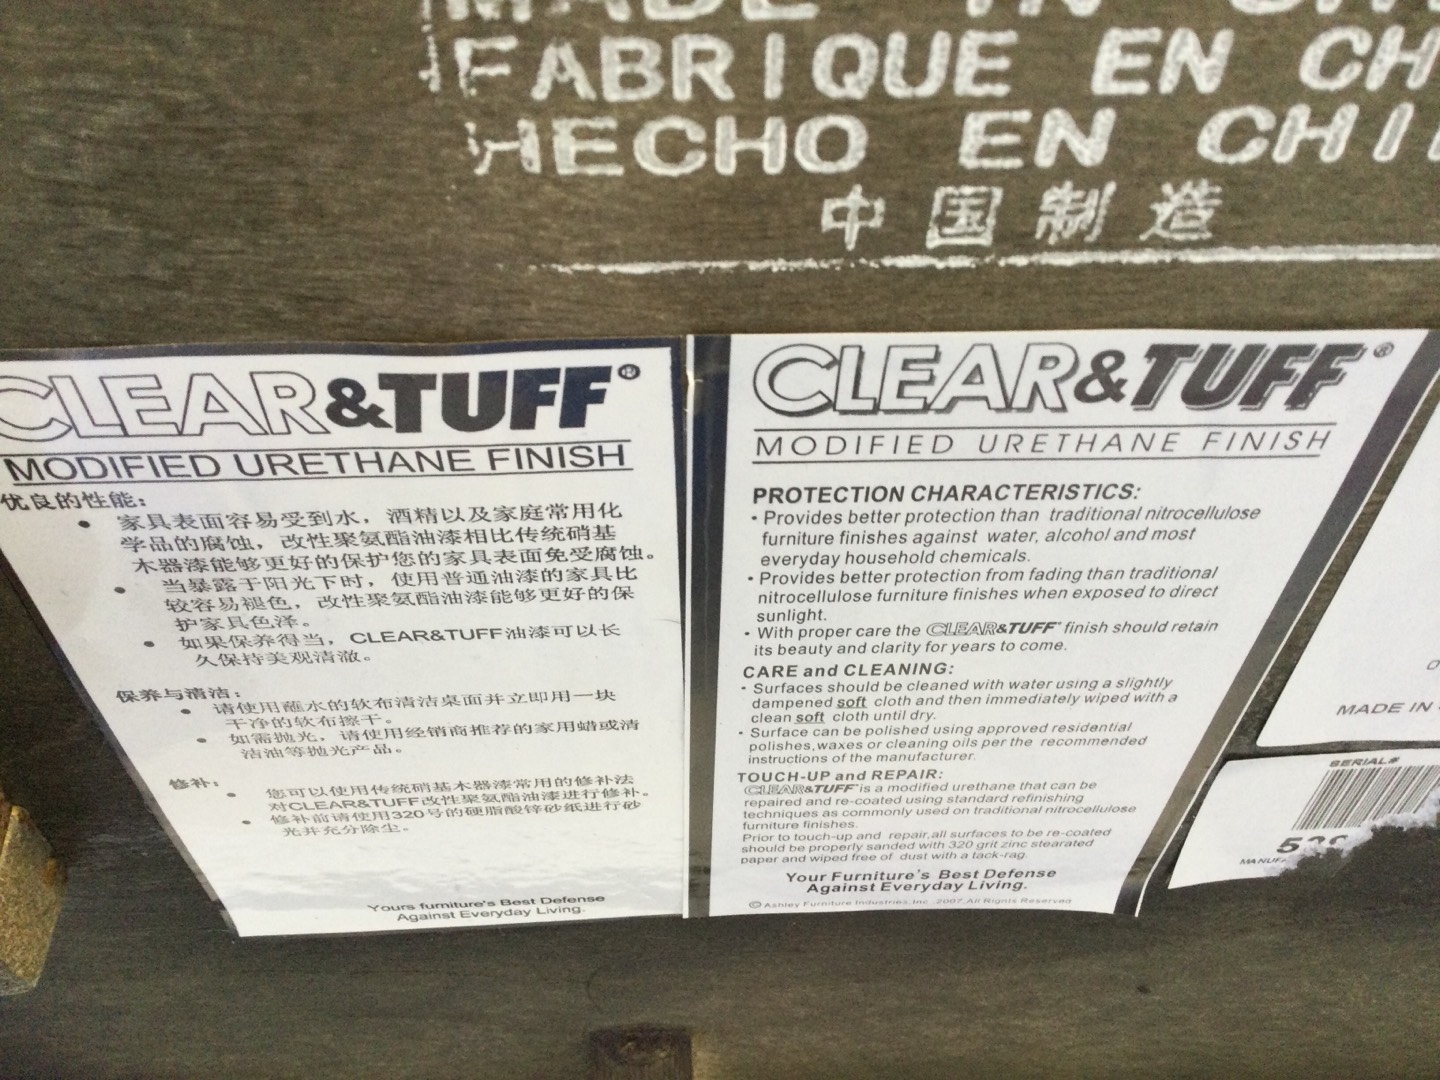 MADE IN
FABRIQUE EN CH
HECHO EN CHI
中国制造
CLEAR&TUFF®
MODIFIED URETHANE FINISH
优良的性能:
• 家具表面容易受到水，酒精以及家庭常用化
学品的腐蚀，改性聚氨酯油漆相比传统硝基
木器漆能够更好的保护您的家具表面免受腐蚀。
• 当暴露于阳光下时，使用普通油漆的家具比
较容易褪色，改性聚氨酯油漆能够更好的保
护家具色泽。
• 如果保养得当，CLEAR&TUFF油漆可以长
久保持美观清澈。
保养与清洁:
• 请使用蘸水的软布清洁桌面并立即用一块
干净的软布擦干。
• 如需抛光，请使用经销商推荐的家用蜡或清
洁油等抛光产品。
修补:
• 您可以使用传统硝基木器漆常用的修补法
对CLEAR&TUFF改性聚氨酯油漆进行修补。
• 修补前请使用320号的硬脂酸锌砂纸进行砂
光并充分除尘。
Yours furniture's Best Defense
Against Everyday Living.
CLEAR&TUFF®
MODIFIED URETHANE FINISH
PROTECTION CHARACTERISTICS:
• Provides better protection than traditional nitrocellulose
furniture finishes against water, alcohol and most
everyday household chemicals.
• Provides better protection from fading than traditional
nitrocellulose furniture finishes when exposed to direct
sunlight.
• With proper care the CLEAR&TUFF® finish should retain
its beauty and clarity for years to come.
CARE and CLEANING:
• Surfaces should be cleaned with water using a slightly
dampened soft cloth and then immediately wiped with a
clean soft cloth until dry.
• Surface can be polished using approved residential
polishes,waxes or cleaning oils per the recommended
instructions of the manufacturer.
TOUCH-UP and REPAIR:
CLEAR&TUFF® is a modified urethane that can be
repaired and re-coated using standard refinishing
techniques as commonly used on traditional nitrocellulose
furniture finishes.
Prior to touch-up and repair,all surfaces to be re-coated
should be properly sanded with 320 grit zinc stearated
paper and wiped free of dust with a tack-rag.
Your Furniture's Best Defense
Against Everyday Living.
© Ashley Furniture Industries,Inc. 2007.All Rights Reserved
MADE IN
SERIAL#